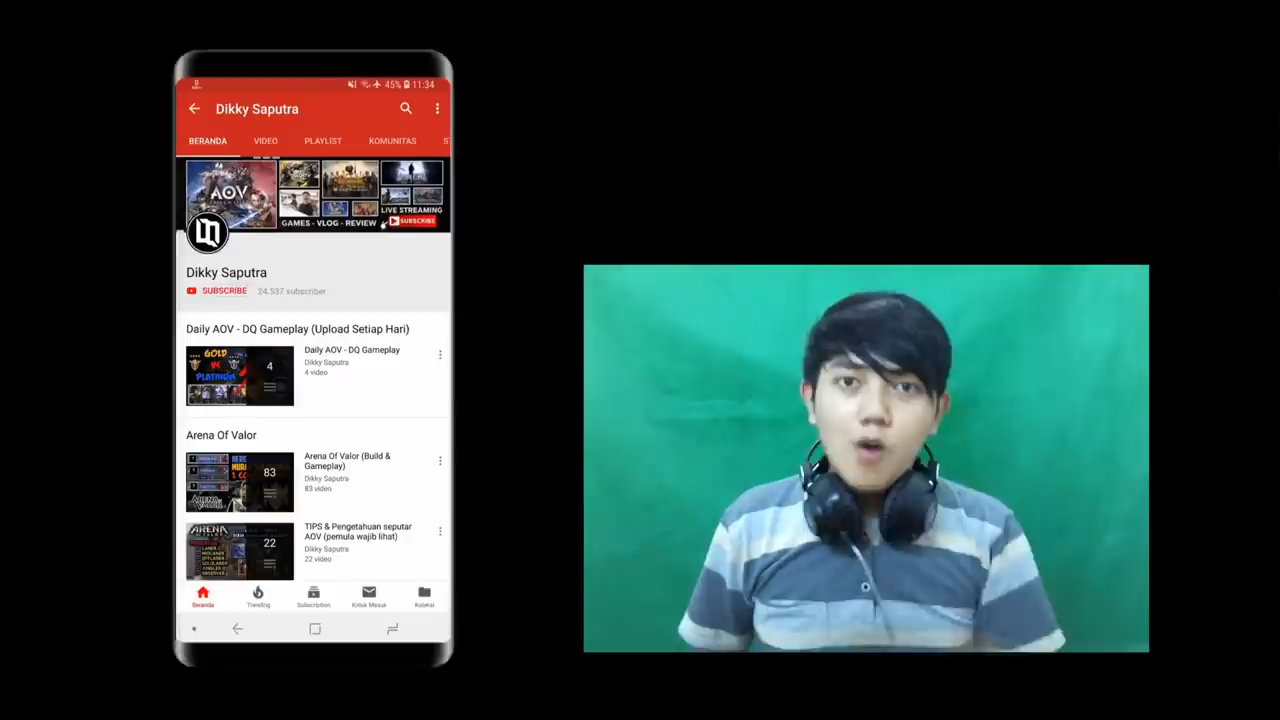 45% 11:34
Dikky Saputra
BERANDA VIDEO PLAYLIST KOMUNITAS
AOV
LIVE STREAMING
GAMES - VLOG - REVIEW SUBSCRIBE
Dikky Saputra
SUBSCRIBE 24.537 subscriber
Daily AOV - DQ Gameplay (Upload Setiap Hari)
GOLD
VS
PLATINUM
4
Daily AOV - DQ Gameplay
Dikky Saputra
4 video
Arena Of Valor
83
Arena Of Valor (Build &
Gameplay)
Dikky Saputra
83 video
ARENA
22
TIPS & Pengetahuan seputar
AOV (pemula wajib lihat)
Dikky Saputra
22 video
Beranda Trending Subscription Kotak Masuk Koleksi